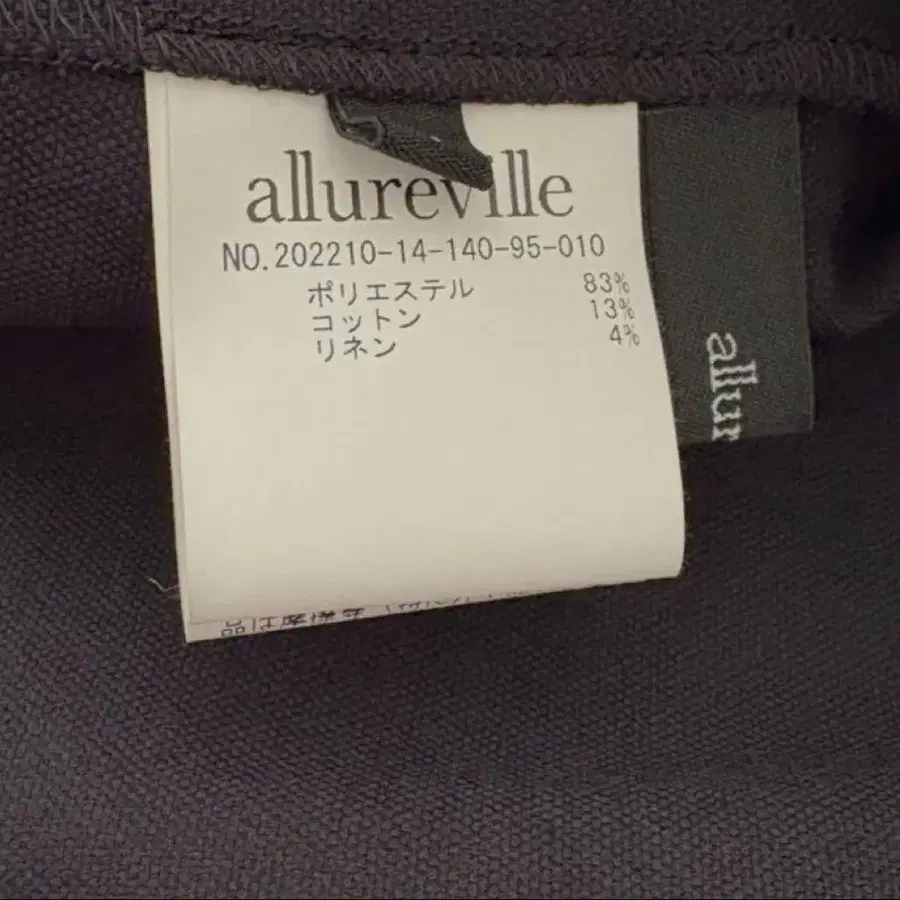 allureville
NO.202210-14-140-95-010
ポリエステル 83%
コットン 13%
リネン 4%
allur